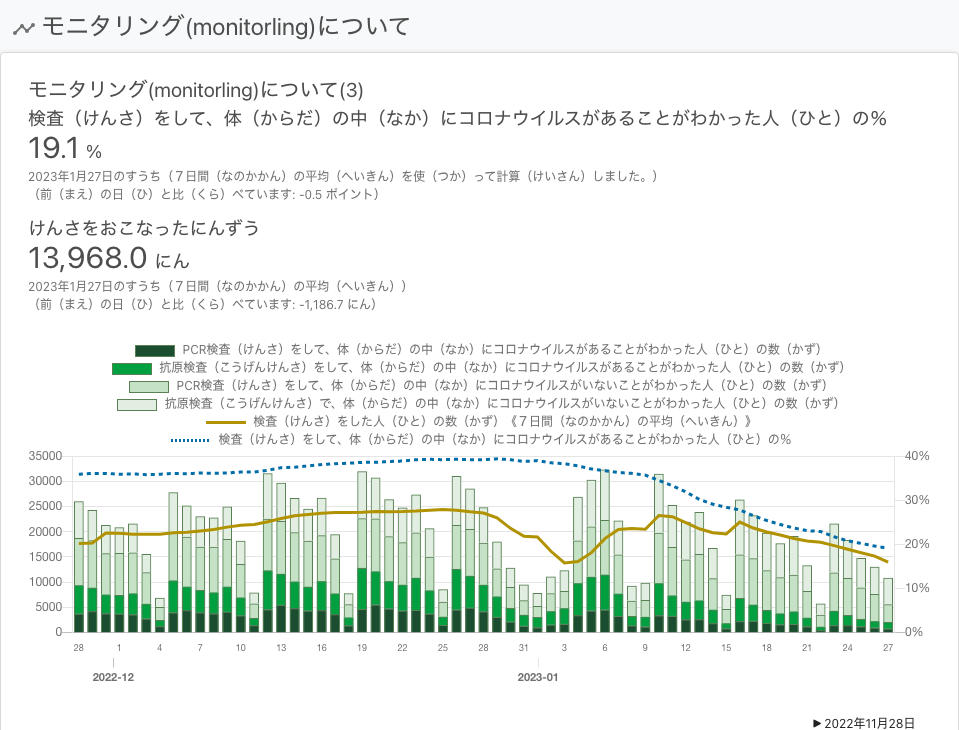 モニタリング(monitorling)について
モニタリング(monitorling)について(3)
検査（けんさ）をして、体（からだ）の中（なか）にコロナウイルスがあることがわかった人（ひと）の%
19.1 %
2023年1月27日のすうち（７日間（なのかかん）の平均（へいきん）を使（つか）って計算（けいさん）しました。）
（前（まえ）の日（ひ）と比（くら）べています: -0.5 ポイント）
けんさをおこなったにんずう
13,968.0 にん
2023年1月27日のすうち（７日間（なのかかん）の平均（へいきん））
（前（まえ）の日（ひ）と比（くら）べています: -1,186.7 にん）
PCR検査（けんさ）をして、体（からだ）の中（なか）にコロナウイルスがあることがわかった人（ひと）の数（かず）
抗原検査（こうげんけんさ）をして、体（からだ）の中（なか）にコロナウイルスがあることがわかった人（ひと）の数（かず）
PCR検査（けんさ）をして、体（からだ）の中（なか）にコロナウイルスがいないことがわかった人（ひと）の数（かず）
抗原検査（こうげんけんさ）で、体（からだ）の中（なか）にコロナウイルスがいないことがわかった人（ひと）の数（かず）
検査（けんさ）をした人（ひと）の数（かず）《７日間（なのかかん）の平均（へいきん）》
検査（けんさ）をして、体（からだ）の中（なか）にコロナウイルスがあることがわかった人（ひと）の%
35000 40%
30000 30%
25000
20000 20%
15000
10000 10%
5000
0 0%
28 1 4 7 10 13 16 19 22 25 28 31 3 6 9 12 15 18 21 24 27
2022-12 2023-01
▶ 2022年11月28日